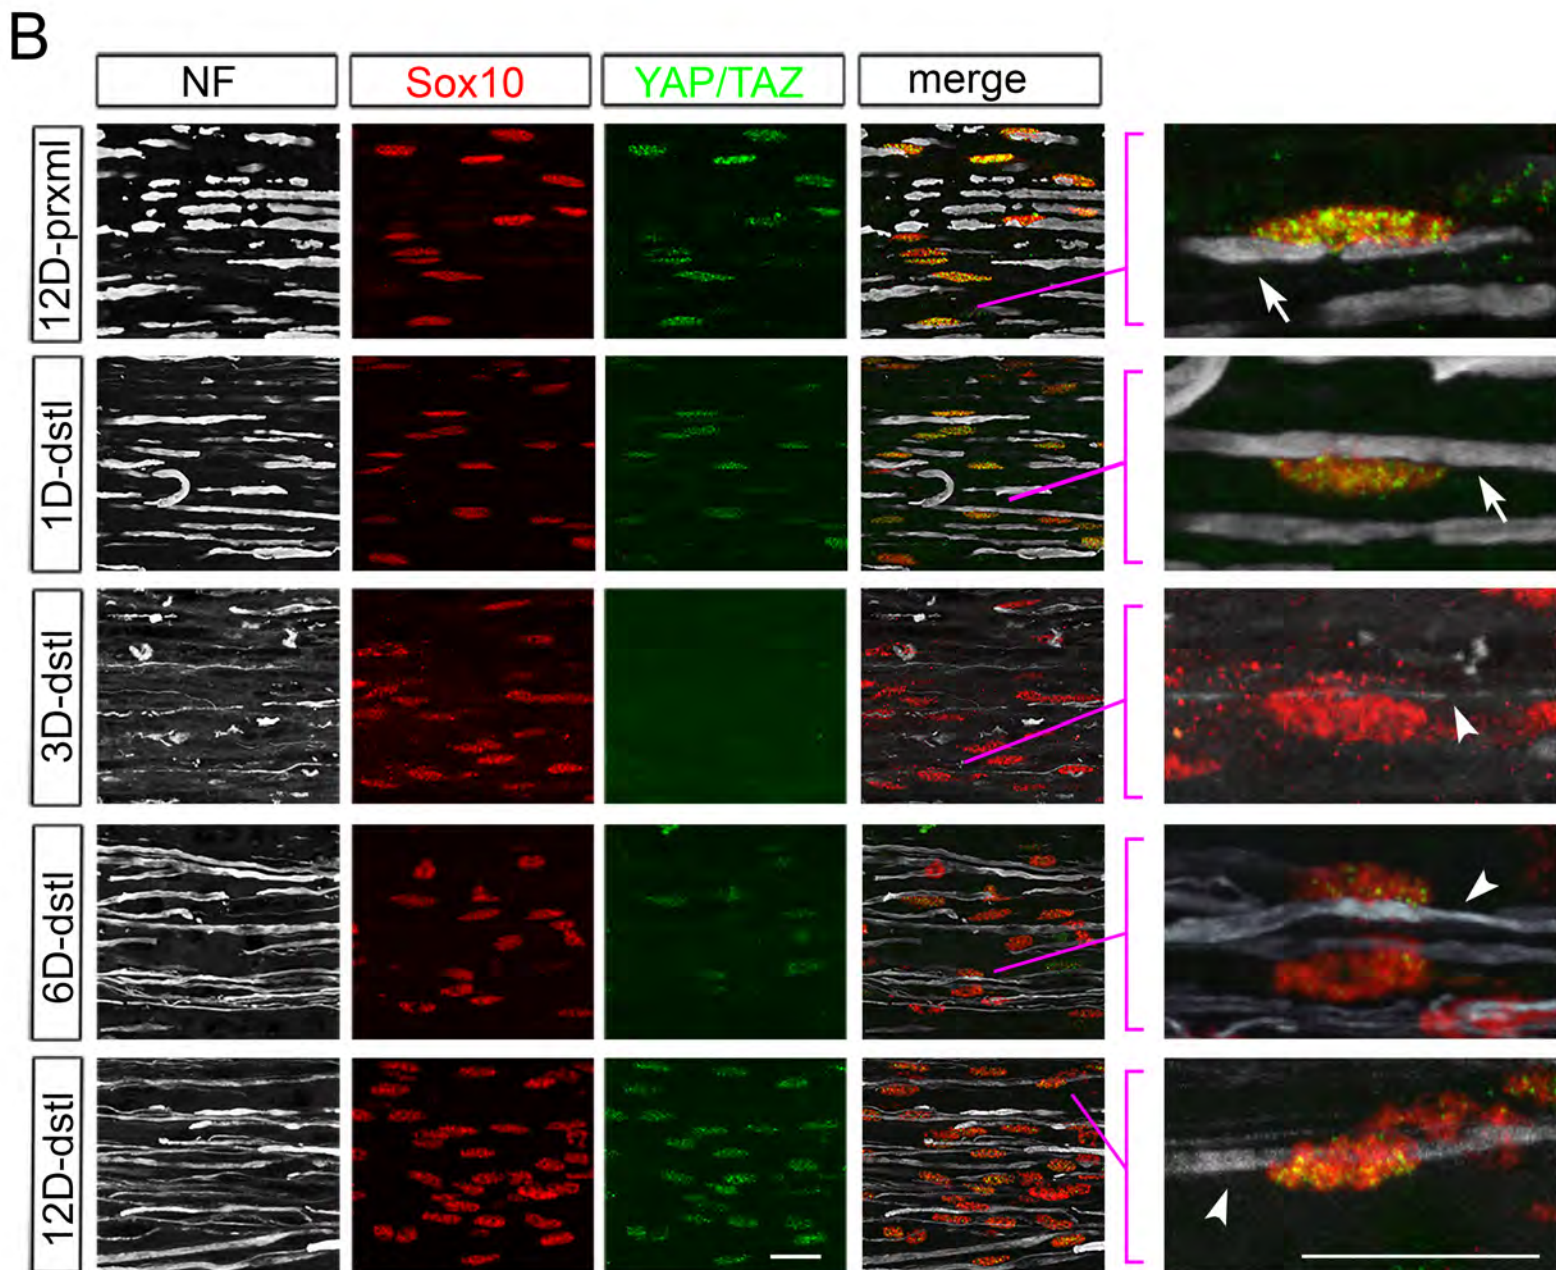 B
NF Sox10 YAP/TAZ merge
12D-prxml
1D-dstl
3D-dstl
6D-dstl
12D-dstl